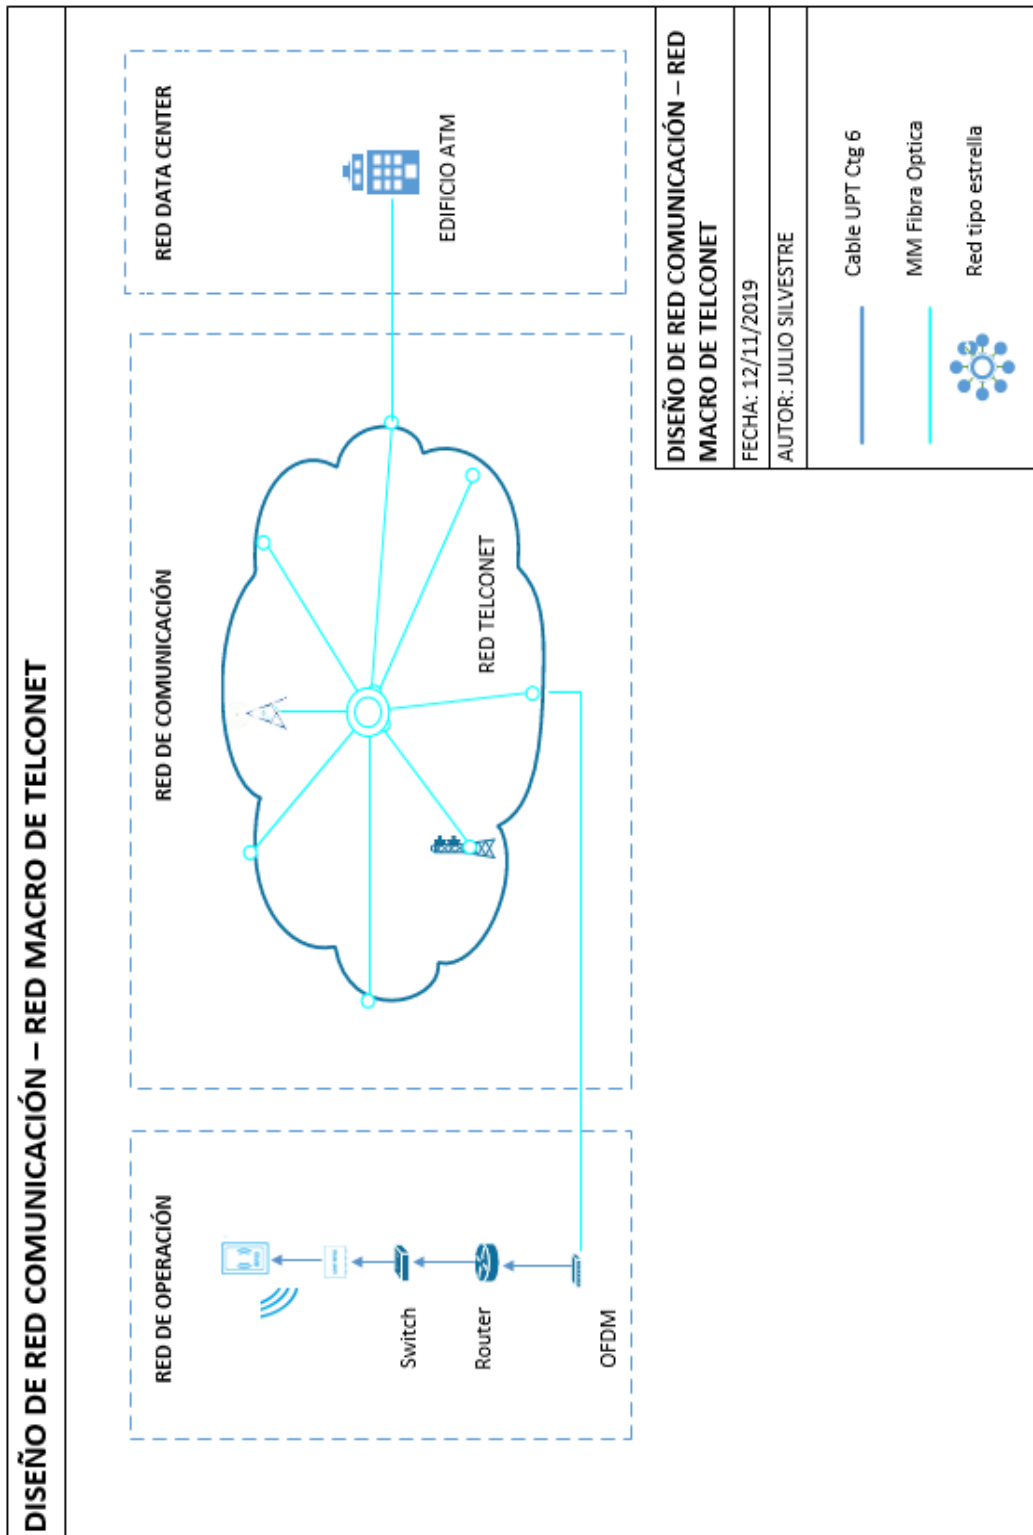 DISEÑO DE RED COMUNICACIÓN – RED MACRO DE TELCONET
RED DE OPERACIÓN
Switch
Router
OFDM
RED DE COMUNICACIÓN
RED TELCONET
RED DATA CENTER
EDIFICIO ATM
DISEÑO DE RED COMUNICACIÓN – RED
MACRO DE TELCONET
FECHA: 12/11/2019
AUTOR: JULIO SILVESTRE
Cable UPT Ctg 6
MM Fibra Optica
Red tipo estrella